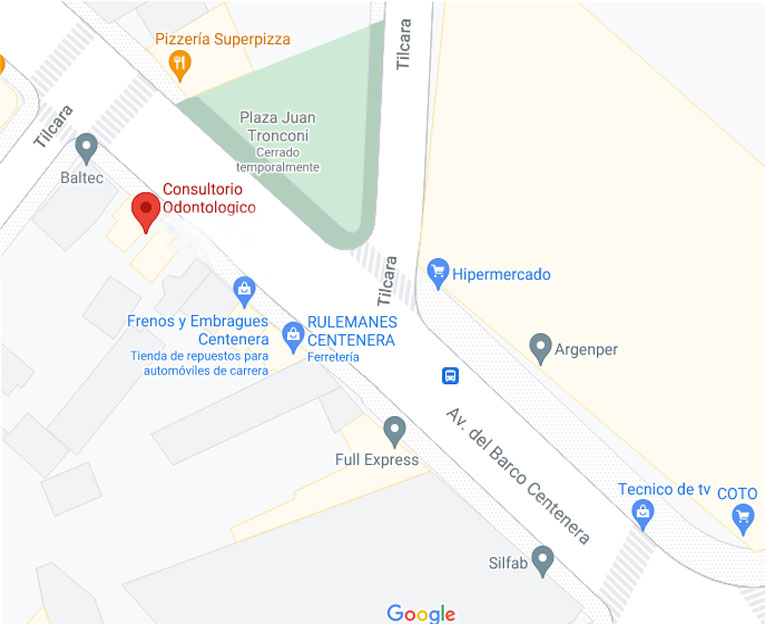 Pizzería Superpizza
Tilcara
Plaza Juan
Tronconi
Cerrado
temporalmente
Tilcara
Baltec
Consultorio
Odontologico
Tilcara
Hipermercado
Frenos y Embragues
Centenera
Tienda de repuestos para
automóviles de carrera
RULEMANES
CENTENERA
Ferretería
Argenper
Av. del Barco Centenera
Full Express
Tecnico de tv
COTO
Silfab
Google